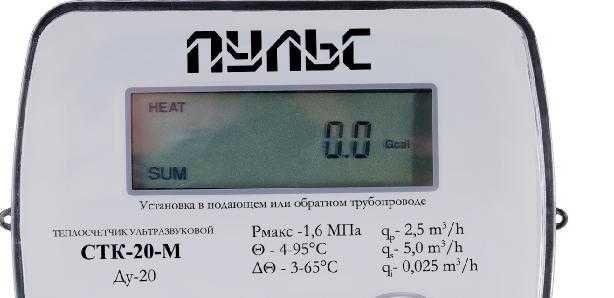 ПУЛЬС
HEAT
0.0 Gcal
SUM
Установка в подающем или обратном трубопроводе
ТЕПЛОСЧЕТЧИК УЛЬТРАЗВУКОВОЙ
СТК-20-М
Ду-20
Рмакс -1,6 МПа
Θ - 4-95°C
ΔΘ - 3-65°C
qp- 2,5 m³/h
qs- 5,0 m³/h
qi- 0,025 m³/h